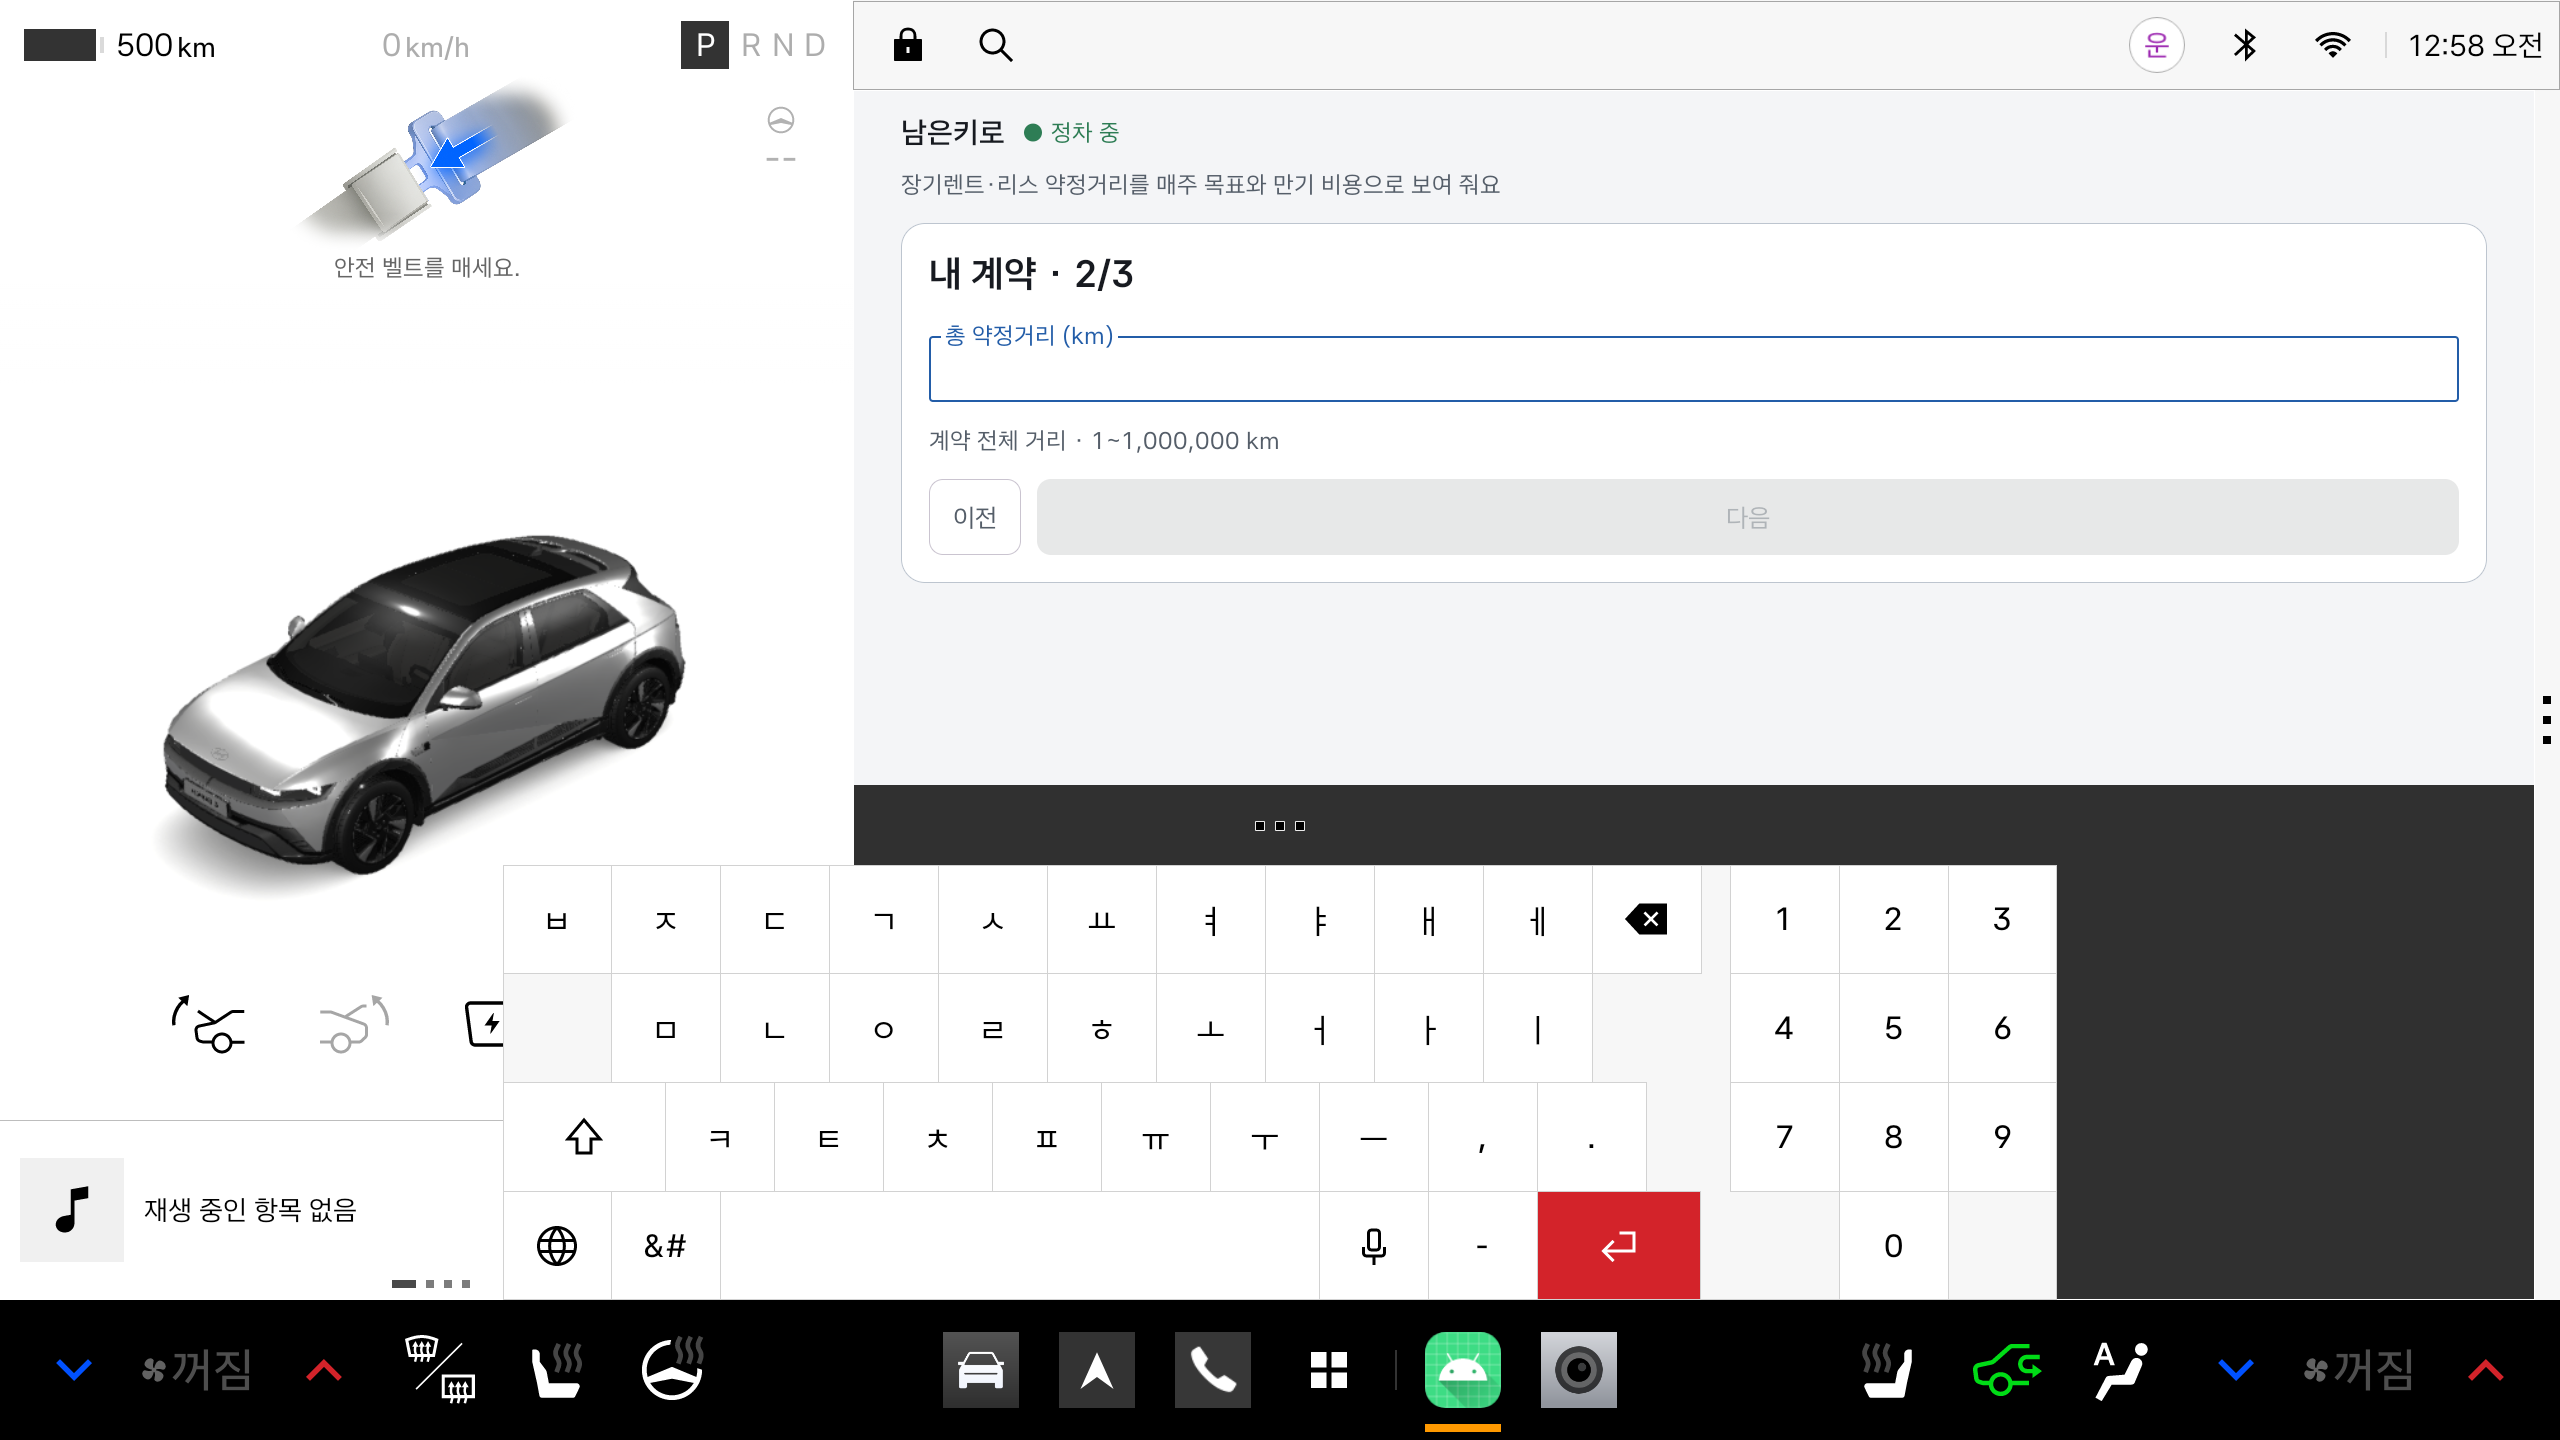 500 km
0 km/h
P R N D
안전 벨트를 매세요.
재생 중인 항목 없음
운
12:58 오전
남은키로
정차 중
장기렌트·리스 약정거리를 매주 목표와 만기 비용으로 보여 줘요
내 계약 · 2/3
총 약정거리 (km)
계약 전체 거리 · 1~1,000,000 km
이전
다음
ㅂ ㅈ ㄷ ㄱ ㅅ ㅛ ㅕ ㅑ ㅐ ㅔ 1 2 3
ㅁ ㄴ ㅇ ㄹ ㅎ ㅗ ㅓ ㅏ ㅣ 4 5 6
ㅋ ㅌ ㅊ ㅍ ㅠ ㅜ ㅡ , . 7 8 9
&# - 0
꺼짐
A
꺼짐